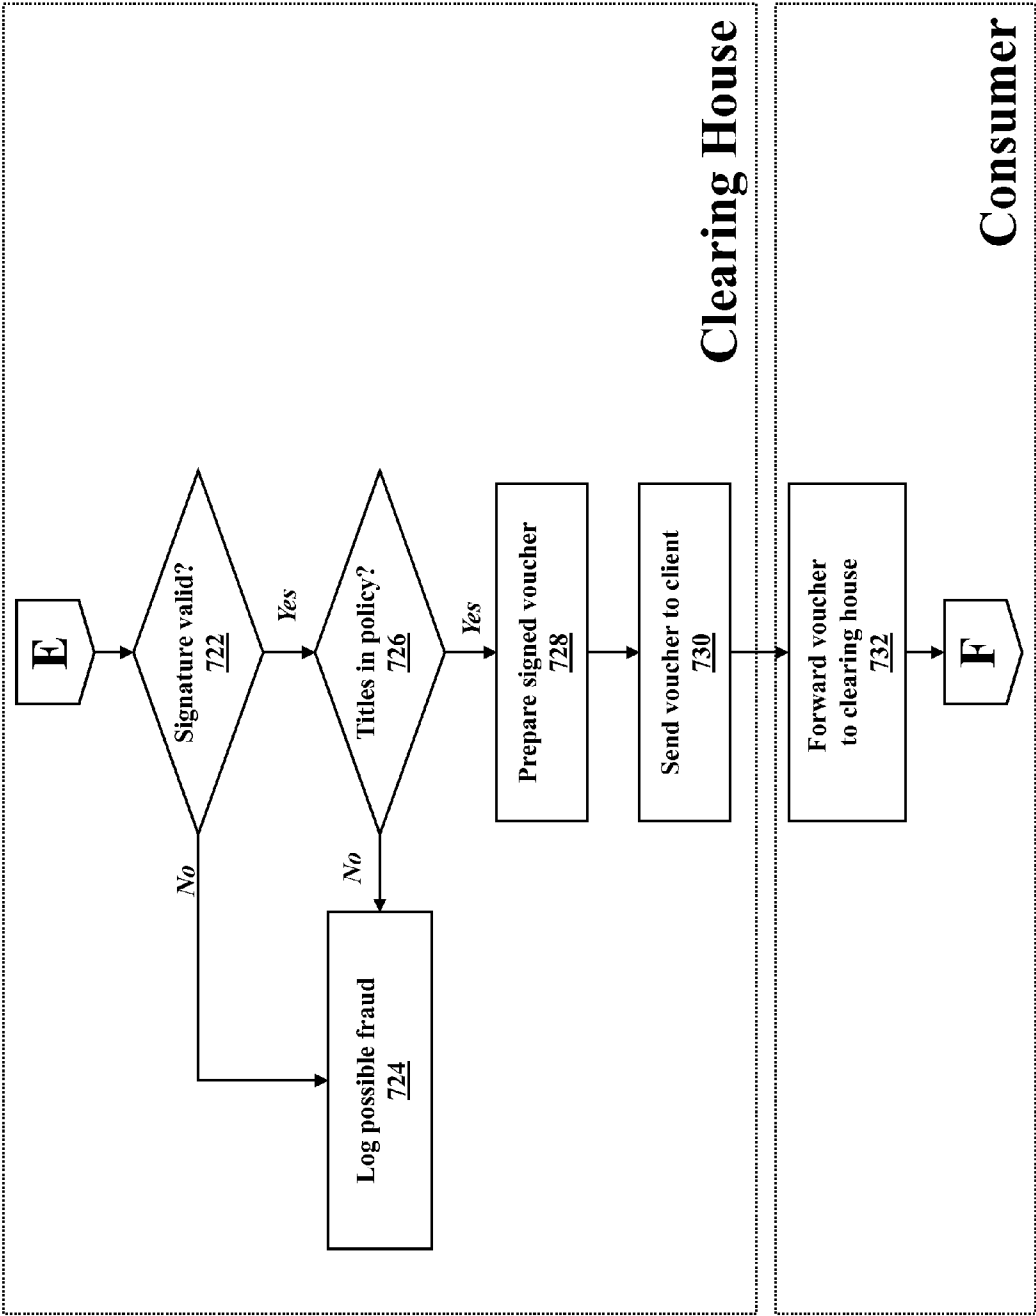 E
Signature valid?
722
No
Yes
Titles in policy?
726
No
Yes
Log possible fraud
724
Prepare signed voucher
728
Send voucher to client
730
Clearing House
Forward voucher
to clearing house
732
F
Consumer